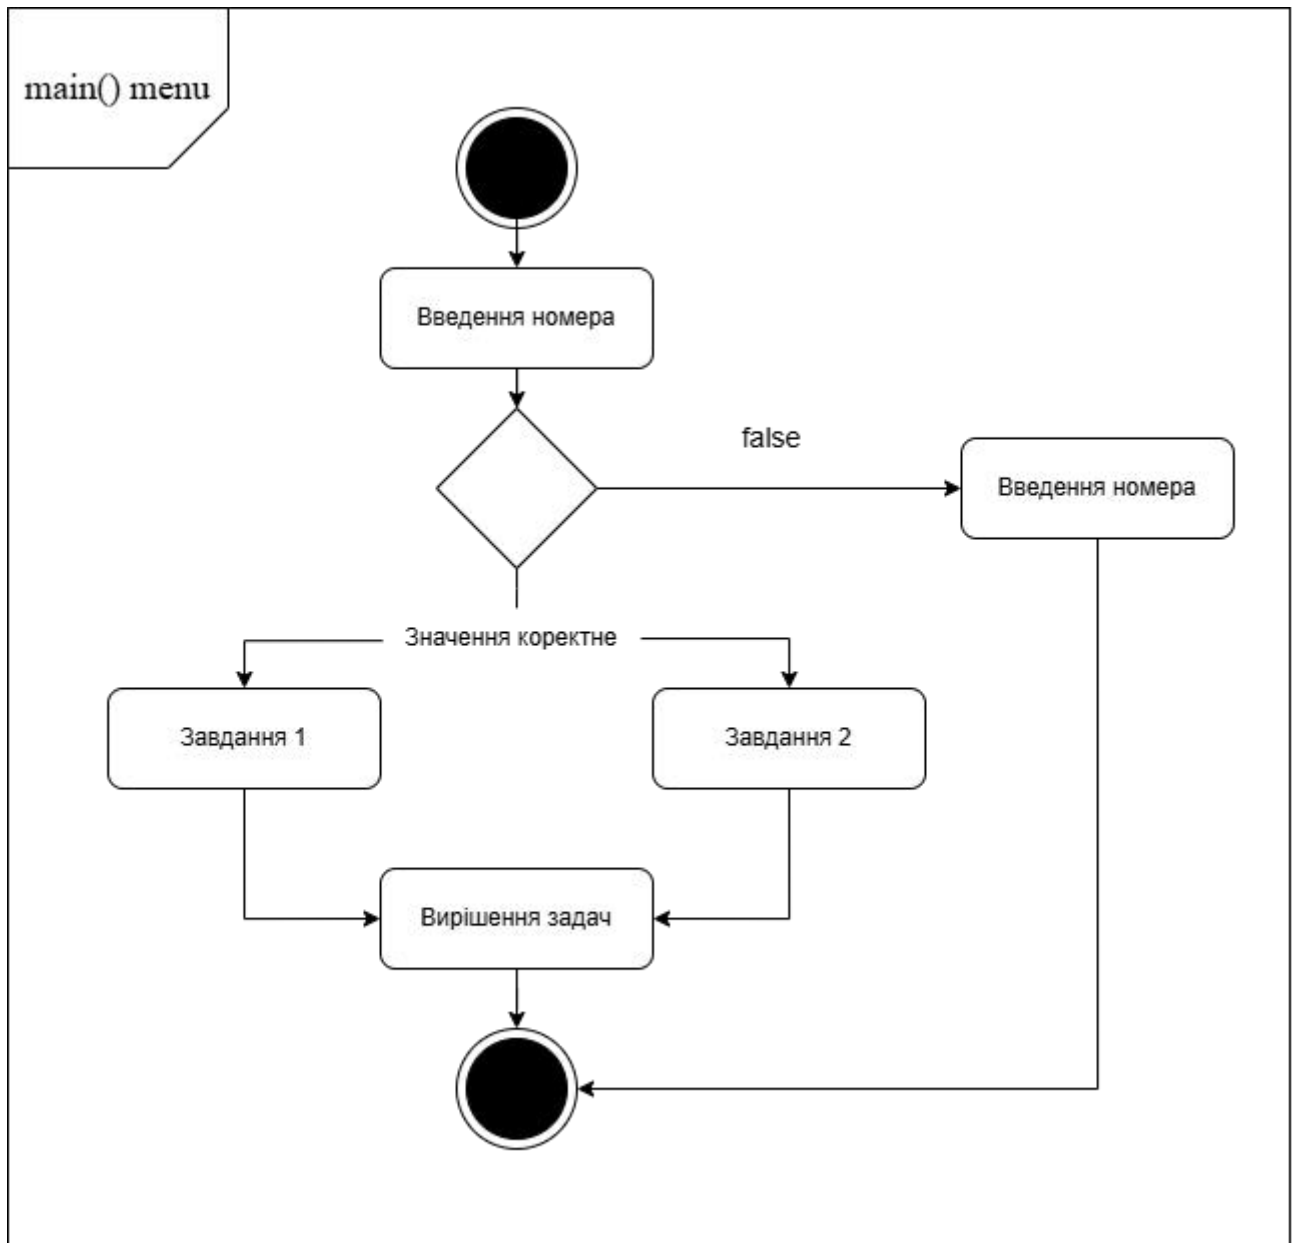 main() menu
Введення номера
false
Введення номера
Значення коректне
Завдання 1
Завдання 2
Вирішення задач